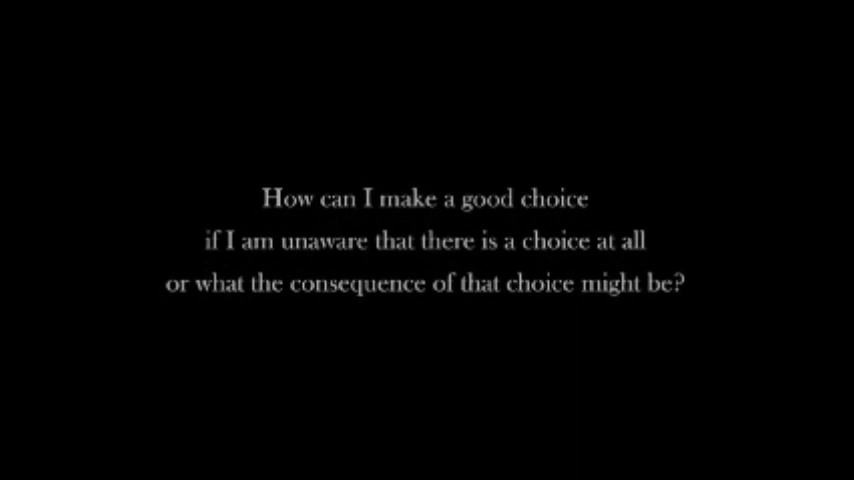 How can I make a good choice
if I am unaware that there is a choice at all
or what the consequence of that choice might be?